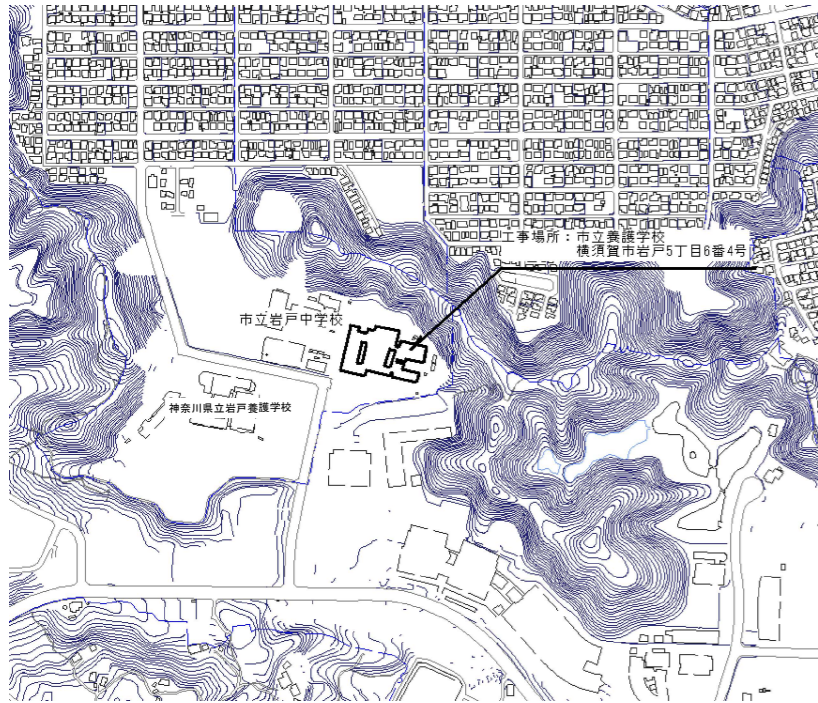 工事場所：市立養護学校
横須賀市岩戸5丁目6番4号
市立岩戸中学校
神奈川県立岩戸養護学校